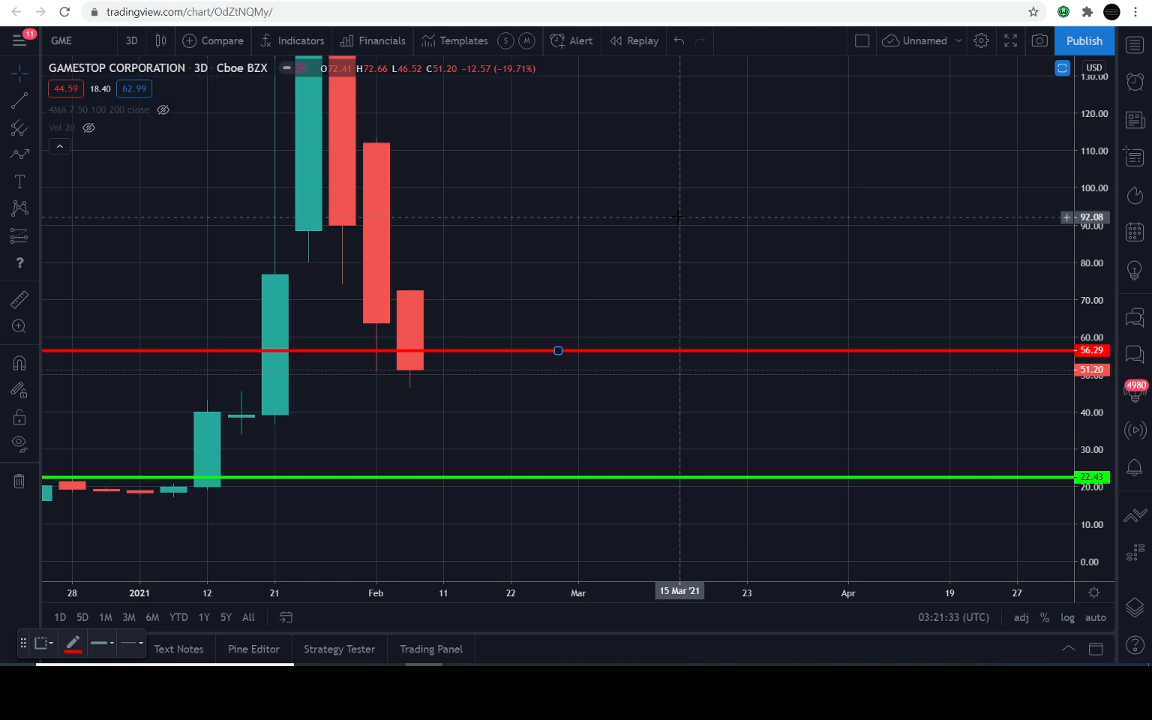 tradingview.com/chart/OdZtNQMy/
11 GME 3D Compare Indicators Financials Templates S M Alert Replay Unnamed Publish
GAMESTOP CORPORATION · 3D · Cboe BZX O72.41 H72.66 L46.52 C51.20 −12.57 (−19.71%) USD
44.59 18.40 62.99
4MA 7 50 100 200 close
Vol 20
130.00
120.00
110.00
100.00
92.08
90.00
80.00
70.00
60.00
56.29
51.20
50.00
40.00
30.00
22.43
20.00
10.00
0.00
4980
28 2021 12 21 Feb 11 22 Mar 15 Mar '21 23 Apr 19 27
1D 5D 1M 3M 6M YTD 1Y 5Y All 03:21:33 (UTC) adj % log auto
Text Notes Pine Editor Strategy Tester Trading Panel